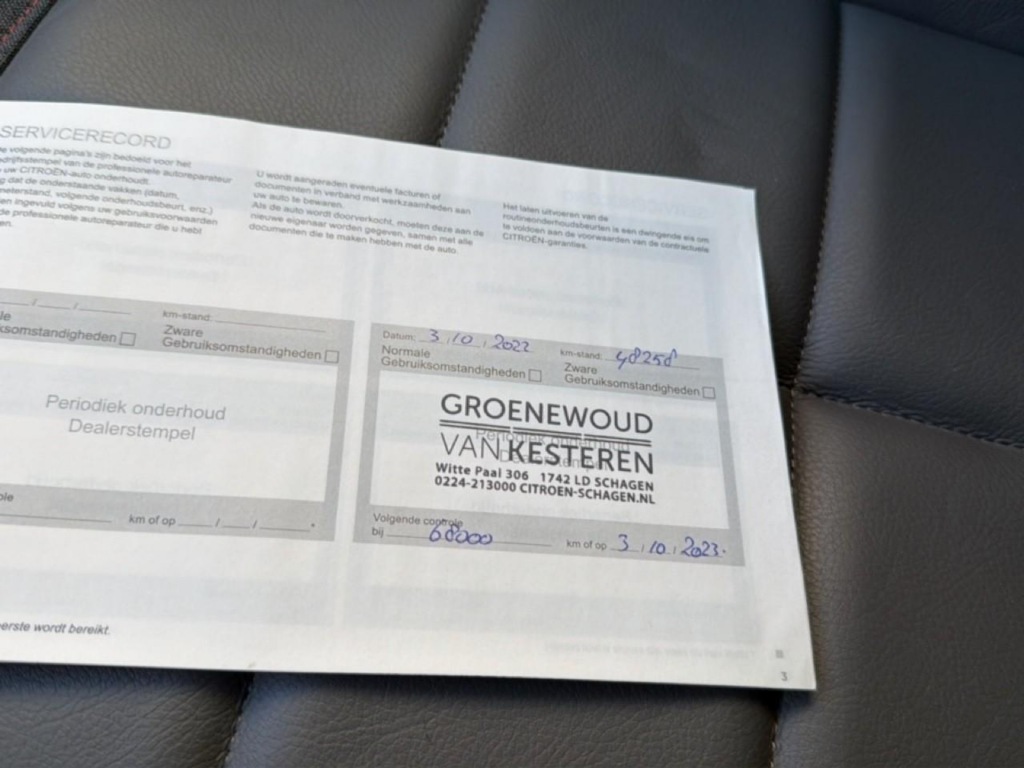 SERVICERECORD
volgende pagina's zijn bedoeld voor het
bedrijfsstempel van de professionele autoreparateur
uw CITROËN-auto onderhoudt.
dat de onderstaande vakken (datum,
volgende onderhoudsbeurt, enz.)
ingevuld volgens uw gebruiksvoorwaarden
de professionele autoreparateur die u hebt
U wordt aangeraden eventuele facturen of
documenten in verband met werkzaamheden aan
uw auto te bewaren.
Als de auto wordt doorverkocht, moeten deze aan de
nieuwe eigenaar worden gegeven, samen met alle
documenten die te maken hebben met de auto.
Het laten uitvoeren van de
routineonderhoudsbeurten is een dwingende eis om
te voldoen aan de voorwaarden van de contractuele
CITROËN-garanties.
km-stand:
Zware
Gebruiksomstandigheden
Periodiek onderhoud
Dealerstempel
km of op / / .
Datum: 3 / 10 / 2022 km-stand: 48258
Normale Zware
Gebruiksomstandigheden Gebruiksomstandigheden
GROENEWOUD
VAN KESTEREN
Periodiek onderhoud
Dealerstempel
Witte Paal 306 1742 LD SCHAGEN
0224-213000 CITROEN-SCHAGEN.NL
Volgende controle
bij 68000 km of op 3 / 10 / 2023.
eerste wordt bereikt.
3